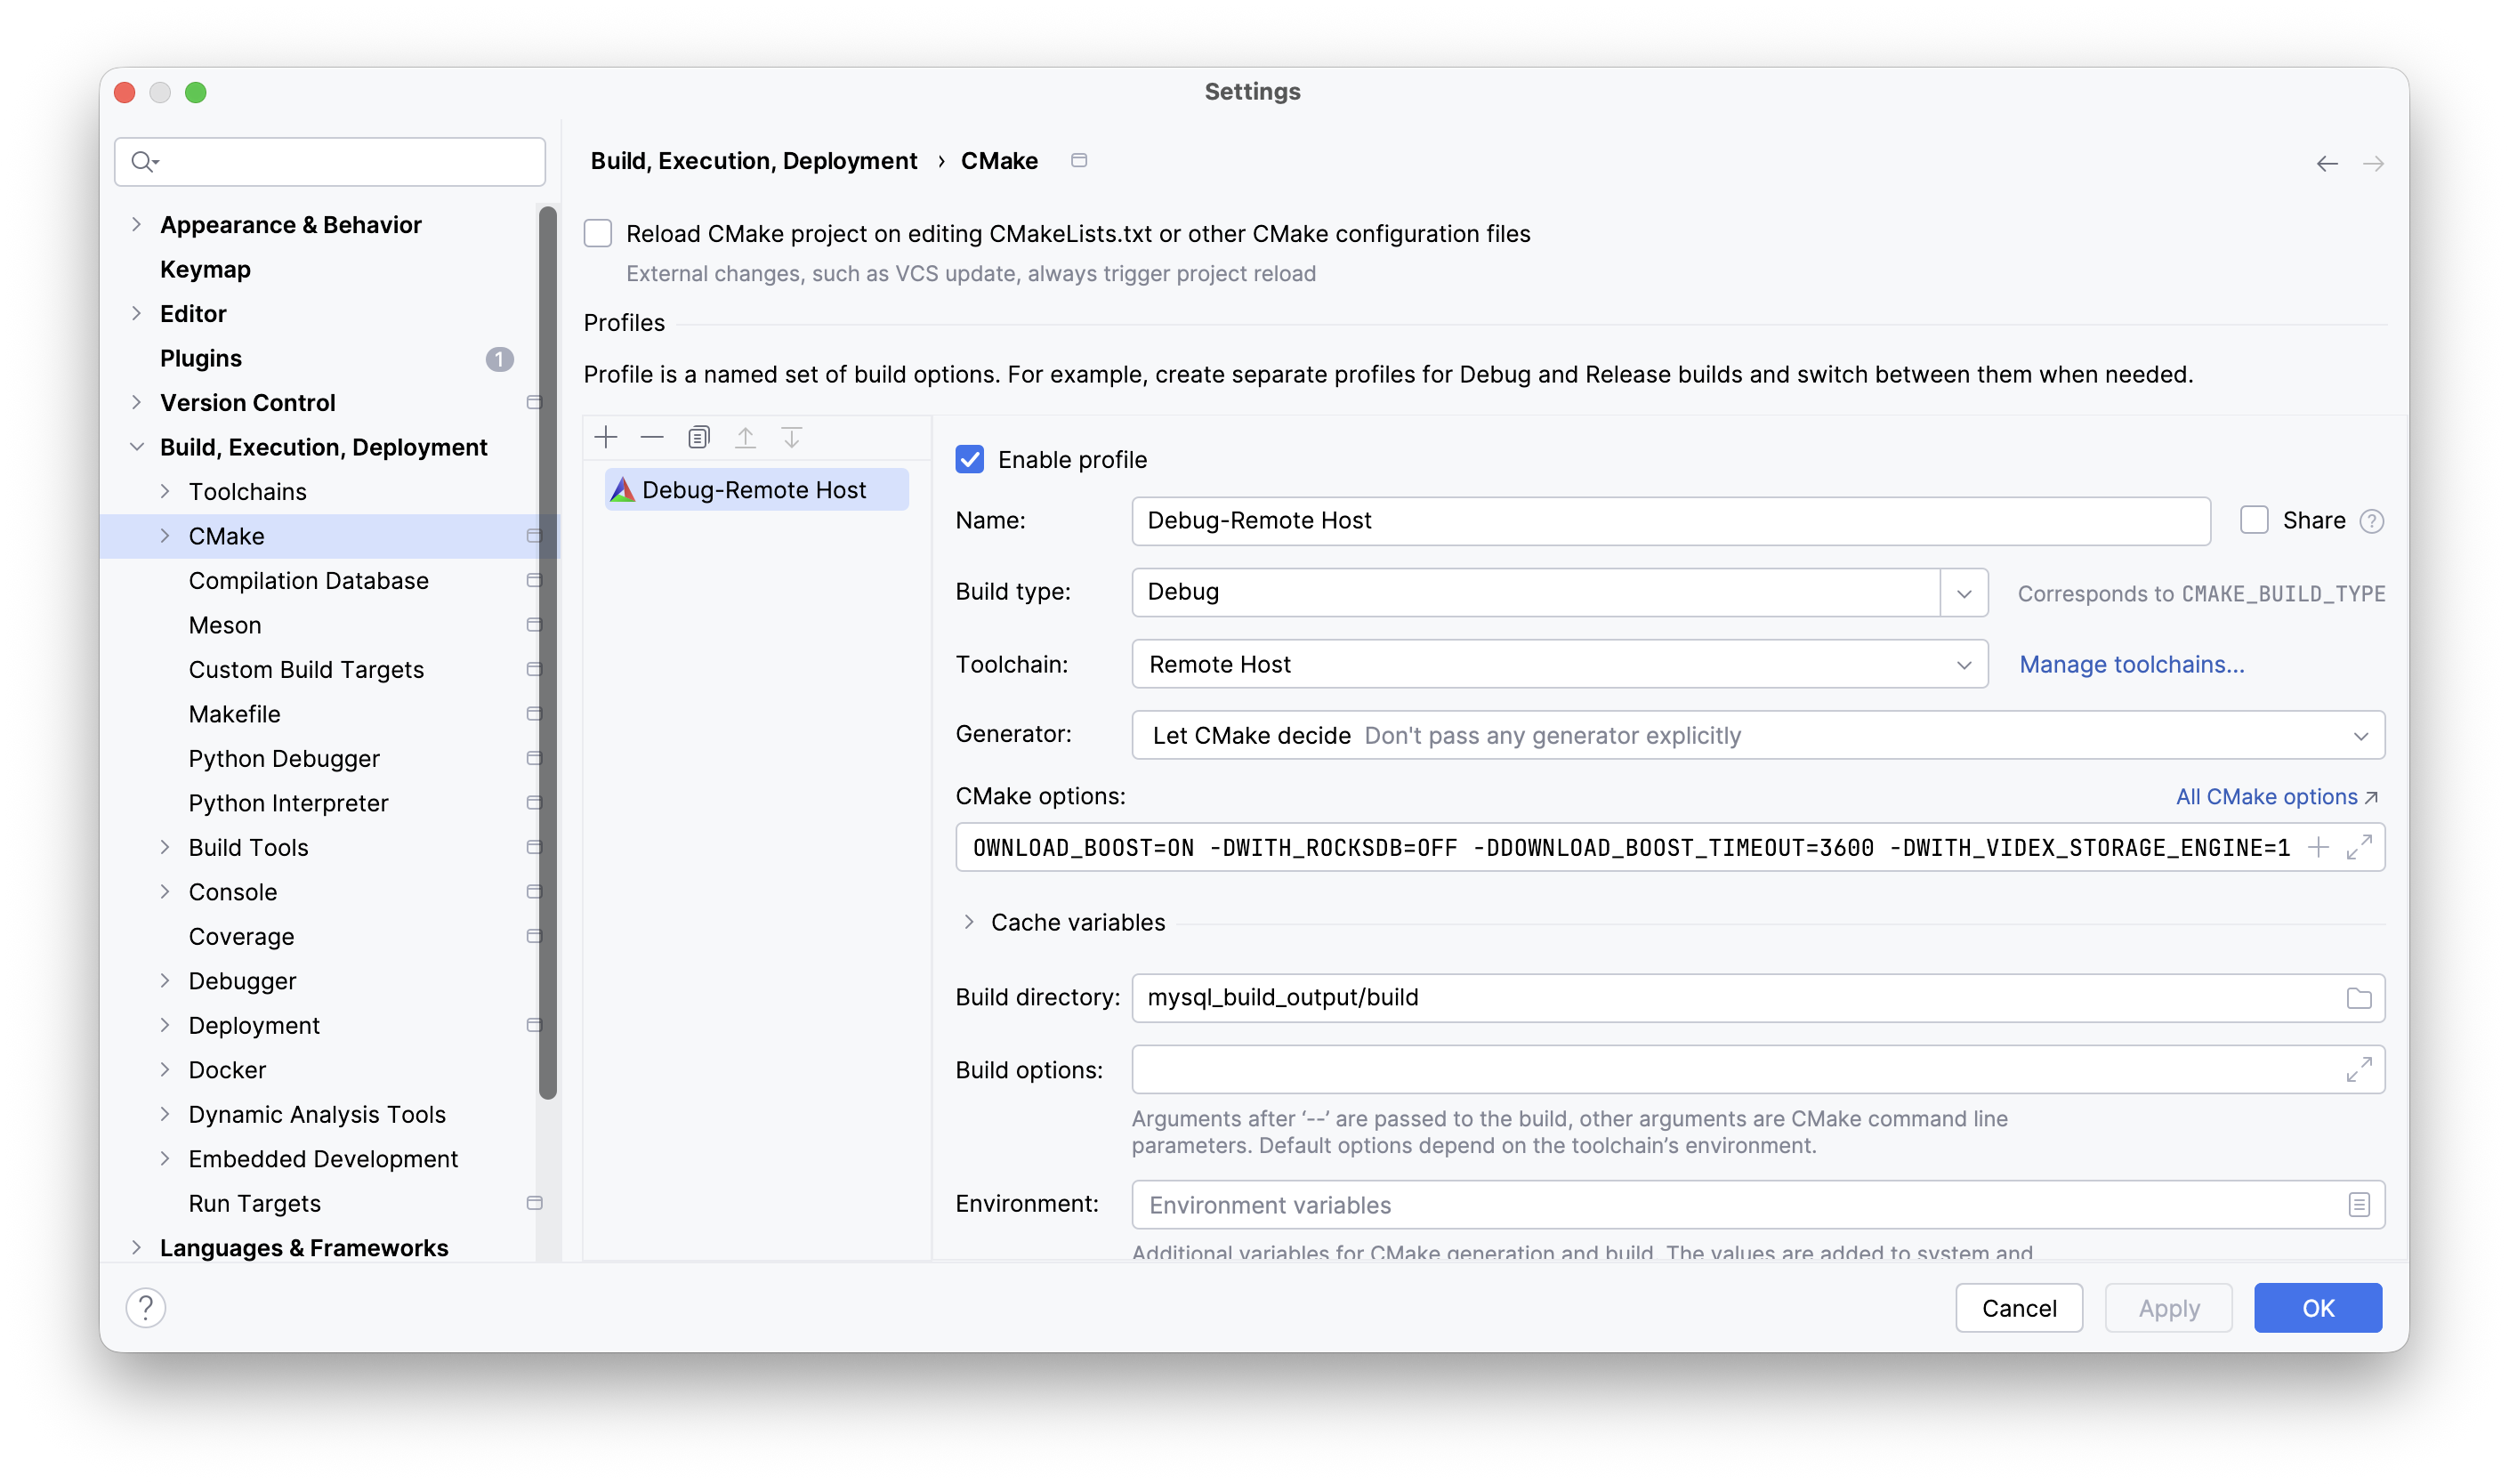 Settings
Appearance & Behavior
Keymap
Editor
Plugins
1
Version Control
Build, Execution, Deployment
Toolchains
CMake
Compilation Database
Meson
Custom Build Targets
Makefile
Python Debugger
Python Interpreter
Build Tools
Console
Coverage
Debugger
Deployment
Docker
Dynamic Analysis Tools
Embedded Development
Run Targets
Languages & Frameworks
Build, Execution, Deployment › CMake
Reload CMake project on editing CMakeLists.txt or other CMake configuration files
External changes, such as VCS update, always trigger project reload
Profiles
Profile is a named set of build options. For example, create separate profiles for Debug and Release builds and switch between them when needed.
Debug-Remote Host
Enable profile
Name: Debug-Remote Host Share ?
Build type: Debug Corresponds to CMAKE_BUILD_TYPE
Toolchain: Remote Host Manage toolchains...
Generator: Let CMake decide Don't pass any generator explicitly
CMake options: All CMake options ↗
OWNLOAD_BOOST=ON -DWITH_ROCKSDB=OFF -DDOWNLOAD_BOOST_TIMEOUT=3600 -DWITH_VIDEX_STORAGE_ENGINE=1
Cache variables
Build directory: mysql_build_output/build
Build options:
Arguments after ‘--’ are passed to the build, other arguments are CMake command line
parameters. Default options depend on the toolchain’s environment.
Environment: Environment variables
Additional variables for CMake generation and build. The values are added to system and
? Cancel Apply OK